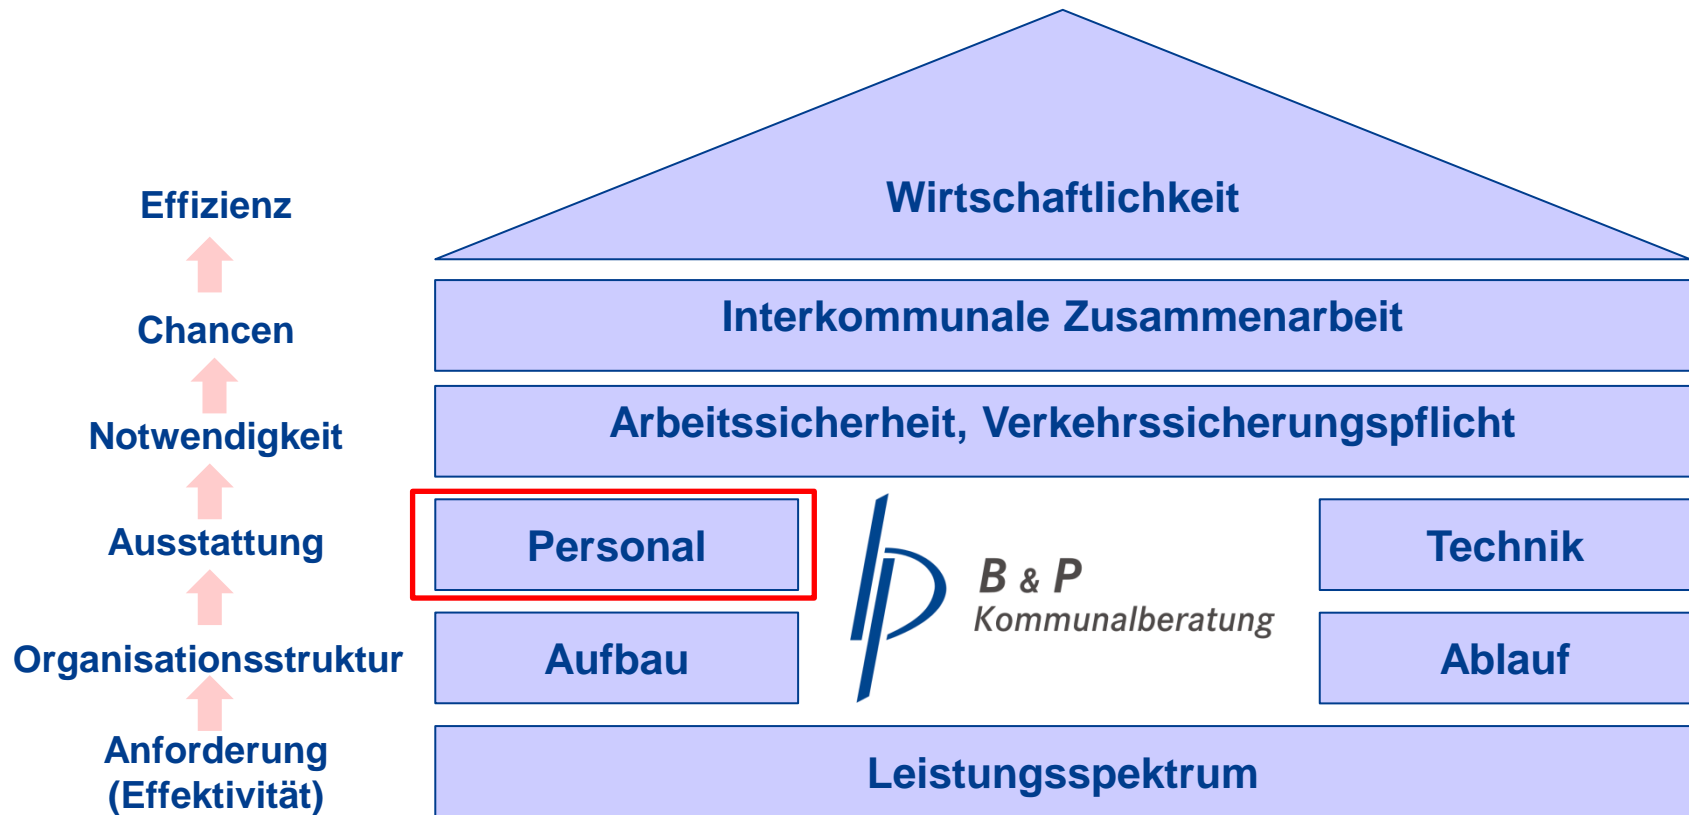 Wirtschaftlichkeit
Effizienz
Interkommunale Zusammenarbeit
Chancen
Arbeitssicherheit, Verkehrssicherungspflicht
Notwendigkeit
Ausstattung
Personal
Technik
B & P
Kommunalberatung
Organisationsstruktur
Aufbau
Ablauf
Anforderung
(Effektivität)
Leistungsspektrum